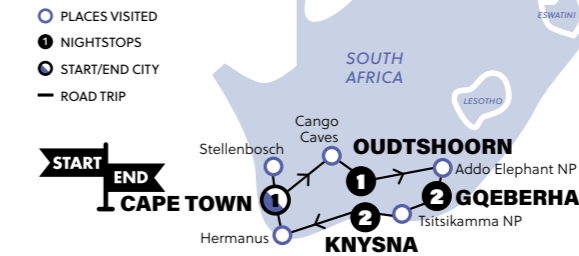 PLACES VISITED
1 NIGHTSTOPS
START/END CITY
ROAD TRIP
ESWATINI
SOUTH
AFRICA
LESOTHO
Cango
Caves
Stellenbosch
OUDTSHOORN
START
END
Addo Elephant NP
1
CAPE TOWN
1
2
GQEBERHA
2
Tsitsikamma NP
Hermanus
KNYSNA